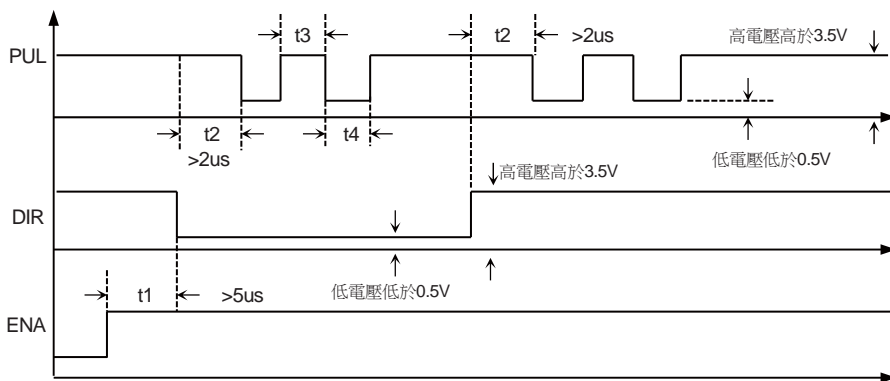 t3
t2
>2us
高電壓高於3.5V
PUL
t2
t4
>2us
低電壓低於0.5V
高電壓高於3.5V
DIR
t1
>5us
低電壓低於0.5V
ENA